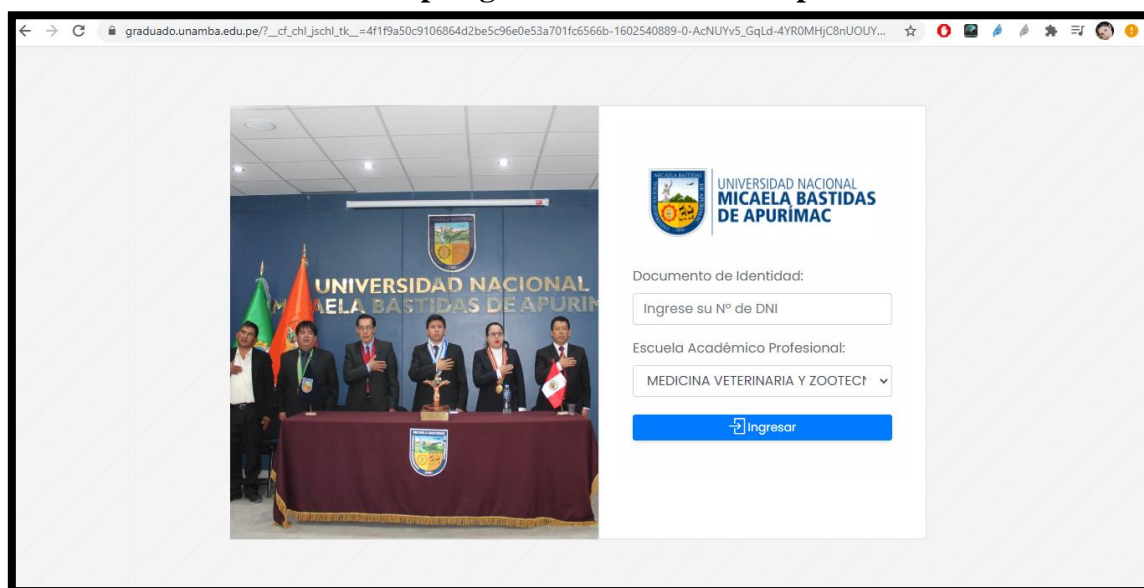 graduado.unamba.edu.pe/?__cf_chl_jschl_tk__=4f1f9a50c9106864d2be5c96e0e53a701fc6566b-1602540889-0-AcNUYv5_GqLd-4YR0MHjC8nUOUY...
UNIVERSIDAD NACIONAL
MICAELA BASTIDAS
DE APURÍMAC
UNIVERSIDAD NACIONAL
MICAELA BASTIDAS DE APURÍM
Documento de Identidad:
Ingrese su Nº de DNI
Escuela Académico Profesional:
MEDICINA VETERINARIA Y ZOOTECN
Ingresar